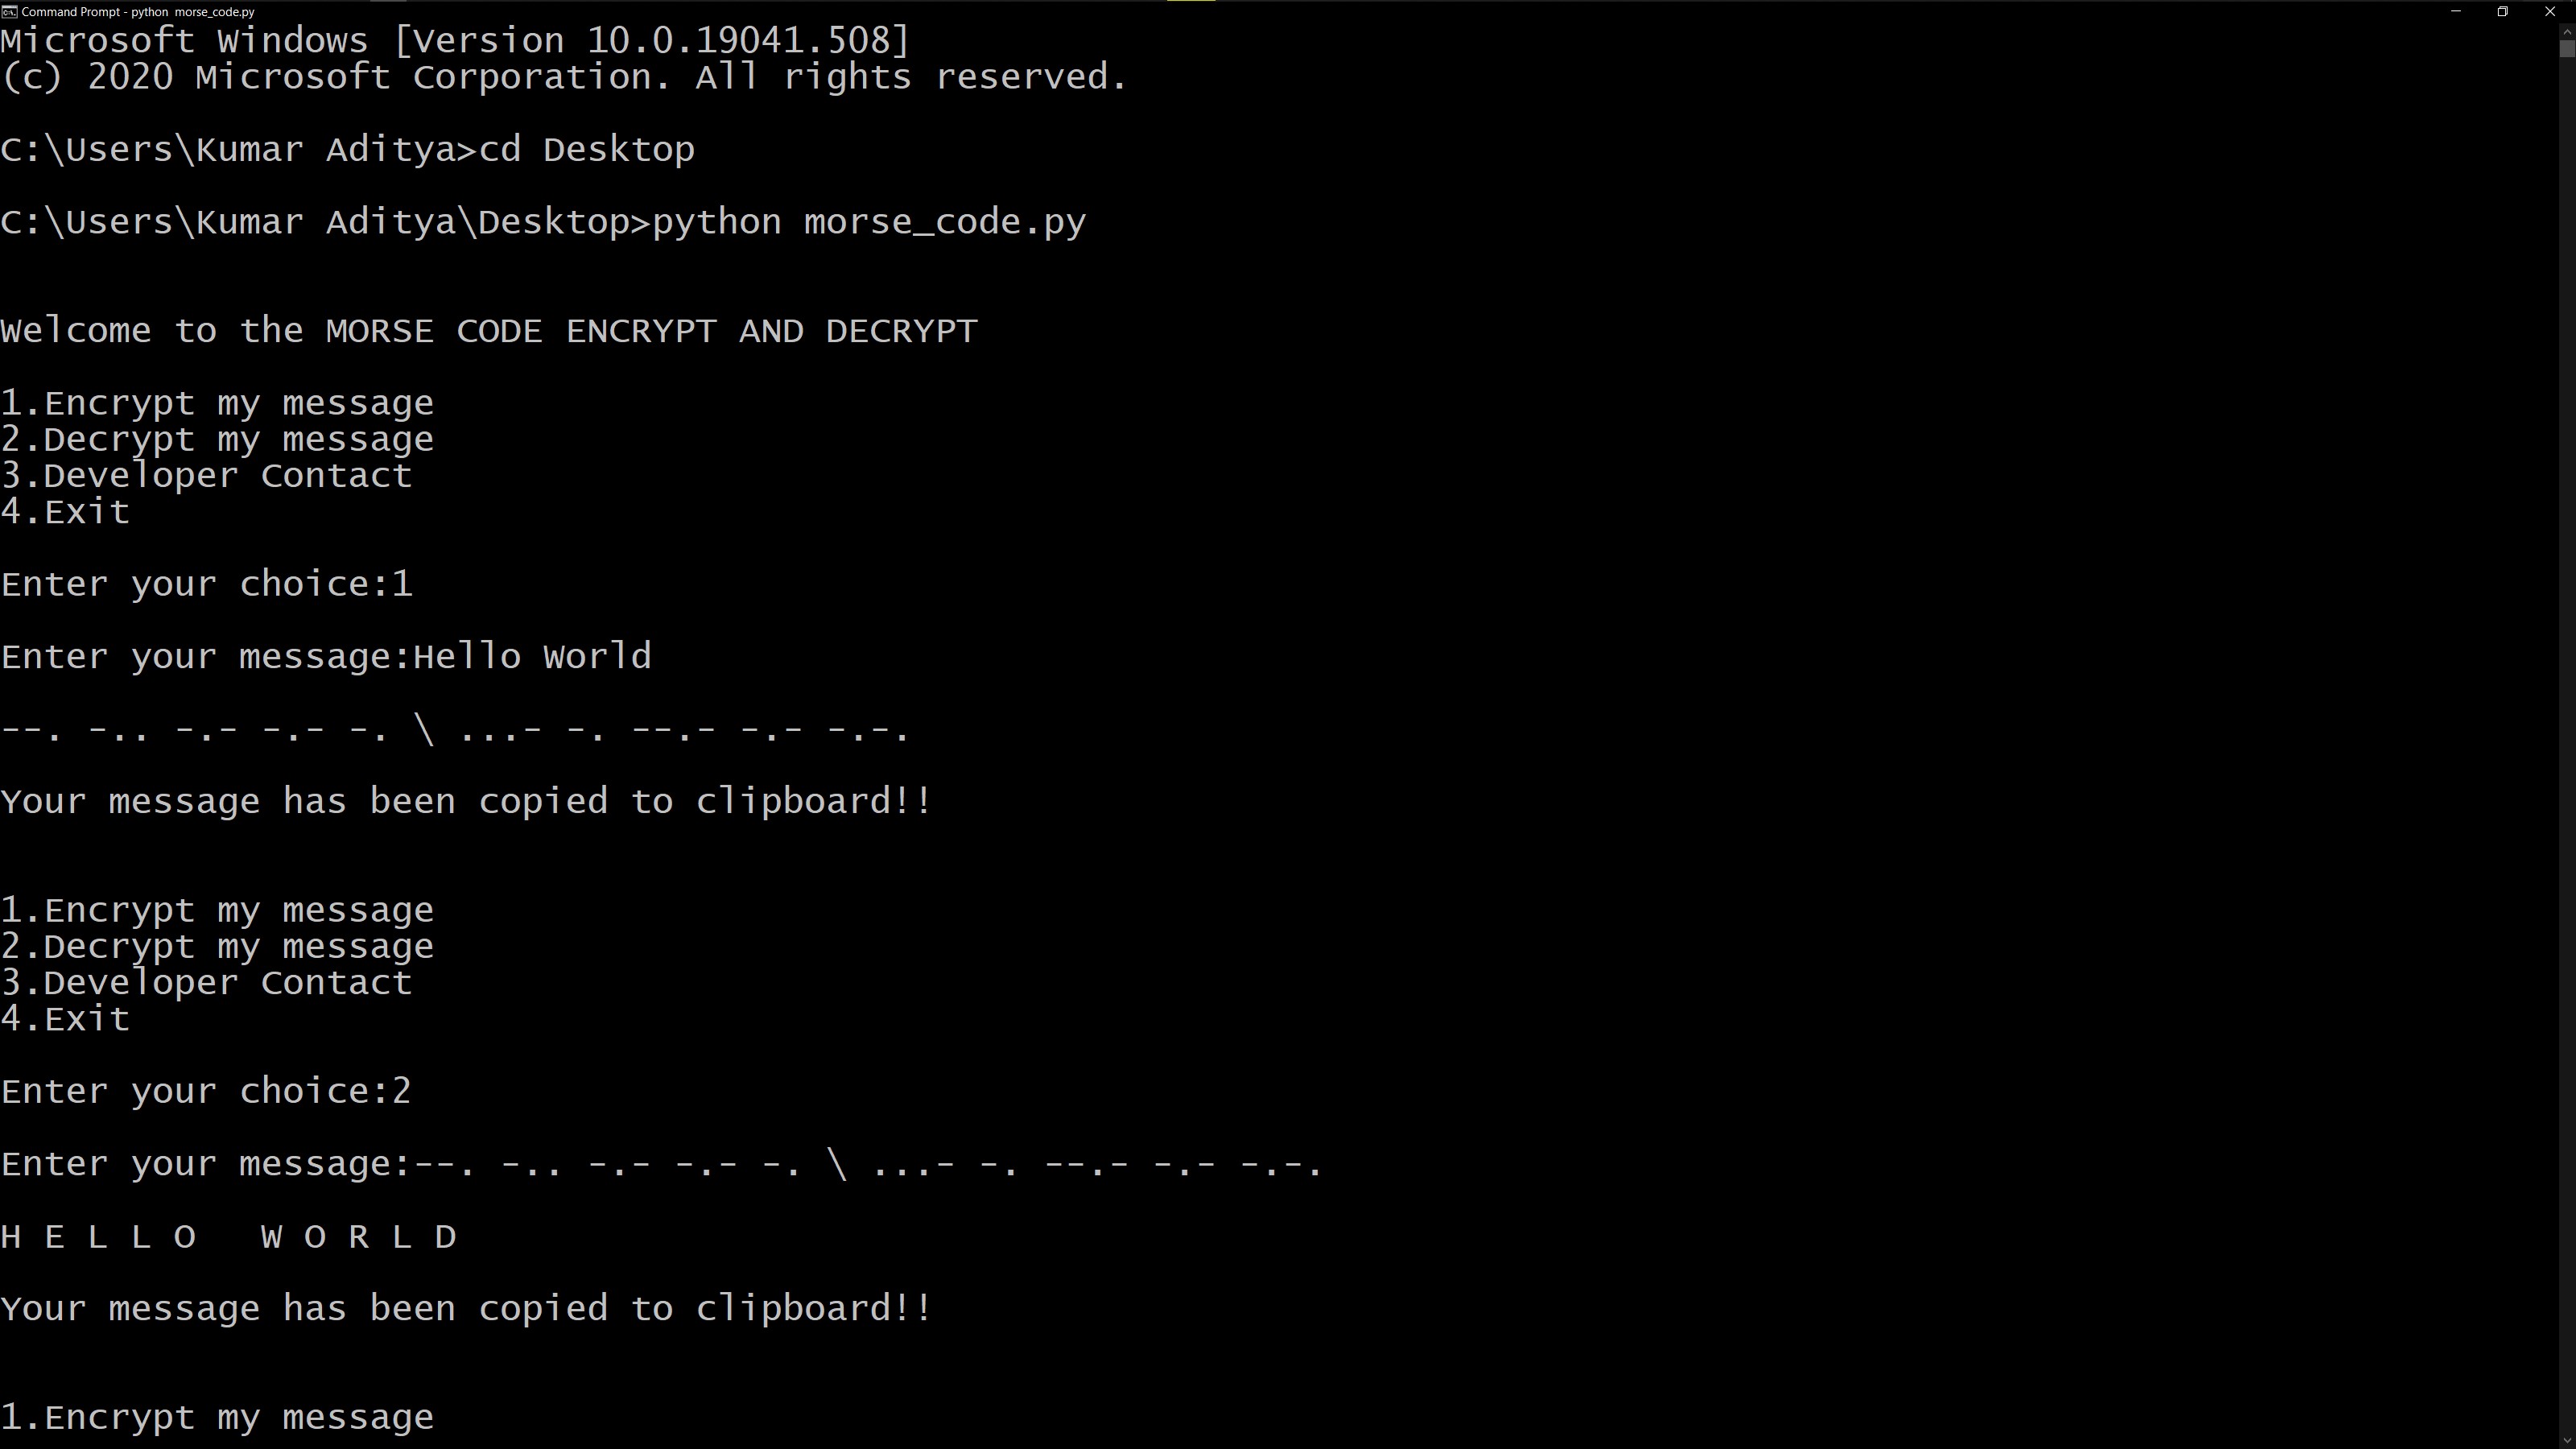 Command Prompt - python  morse_code.py
Microsoft Windows [Version 10.0.19041.508]
(c) 2020 Microsoft Corporation. All rights reserved.
C:\Users\Kumar Aditya>cd Desktop
C:\Users\Kumar Aditya\Desktop>python morse_code.py
Welcome to the MORSE CODE ENCRYPT AND DECRYPT
1.Encrypt my message
2.Decrypt my message
3.Developer Contact
4.Exit
Enter your choice:1
Enter your message:Hello World
--. -.. -.- -.- -. \ ...- -. --.- -.- -.-.
Your message has been copied to clipboard!!
1.Encrypt my message
2.Decrypt my message
3.Developer Contact
4.Exit
Enter your choice:2
Enter your message:--. -.. -.- -.- -. \ ...- -. --.- -.- -.-.
H E L L O   W O R L D
Your message has been copied to clipboard!!
1.Encrypt my message